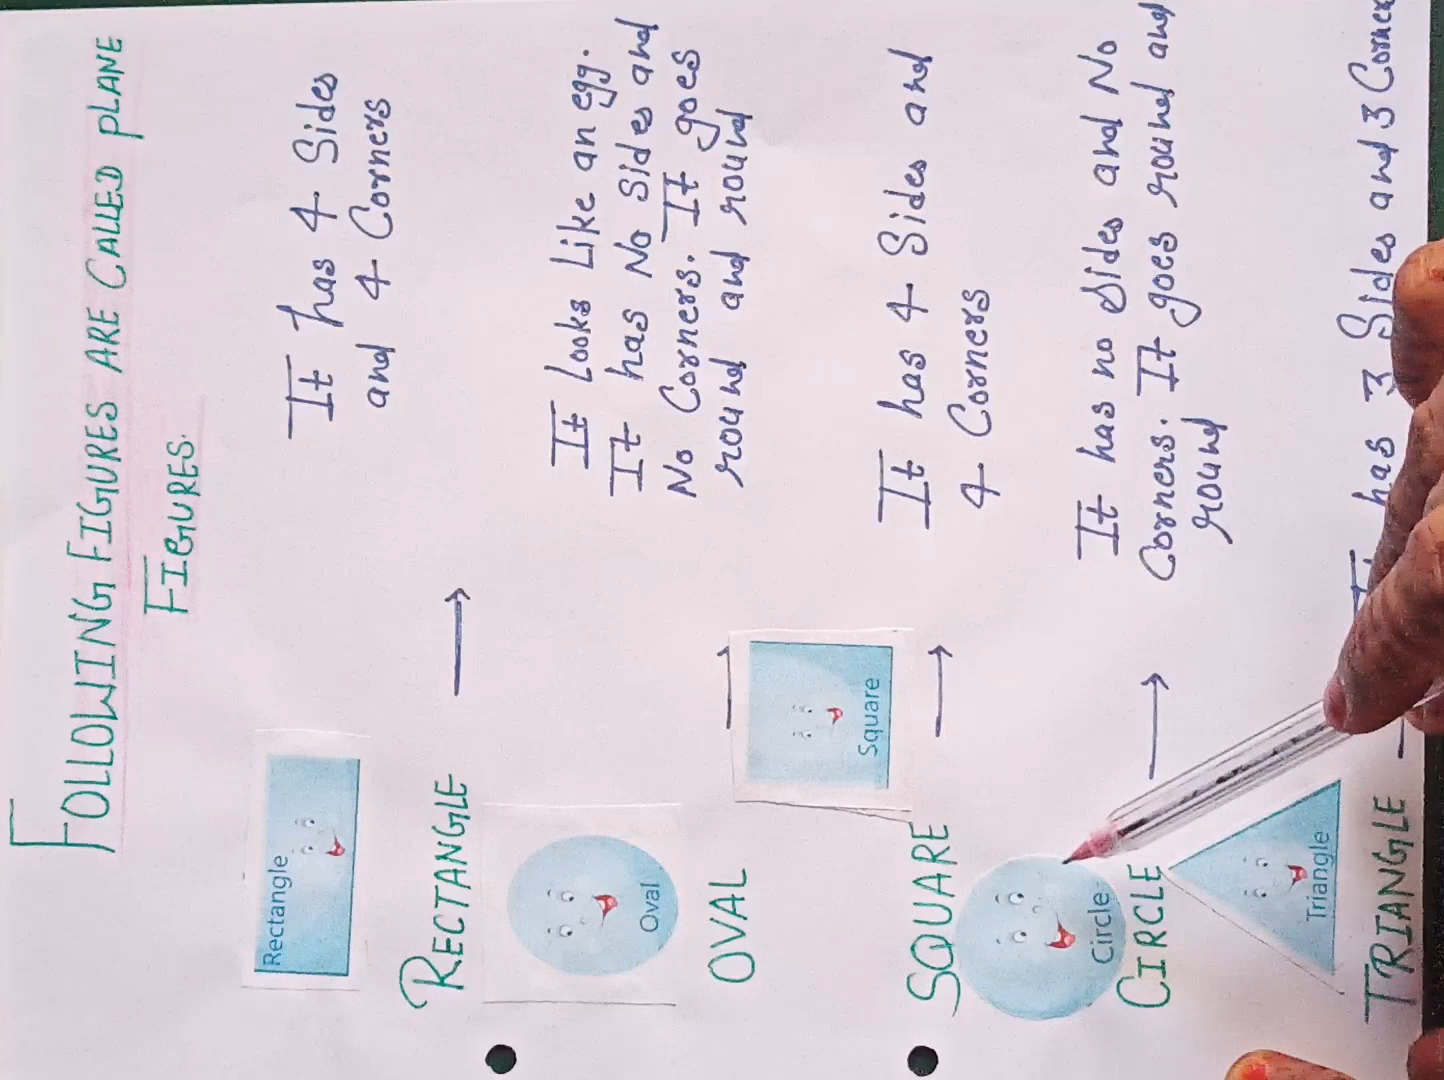 FOLLOWING FIGURES ARE CALLED PLANE
FIGURES.
Rectangle
RECTANGLE
It has 4 Sides
and 4 Corners
Oval
OVAL
It Looks Like an egg.
It has No Sides and
No Corners. It goes
round and round
Square
SQUARE
It has 4 Sides and
4 Corners
Circle
CIRCLE
It has no Sides and No
Corners. It goes round and
round
Triangle
TRIANGLE
has 3 Sides and 3